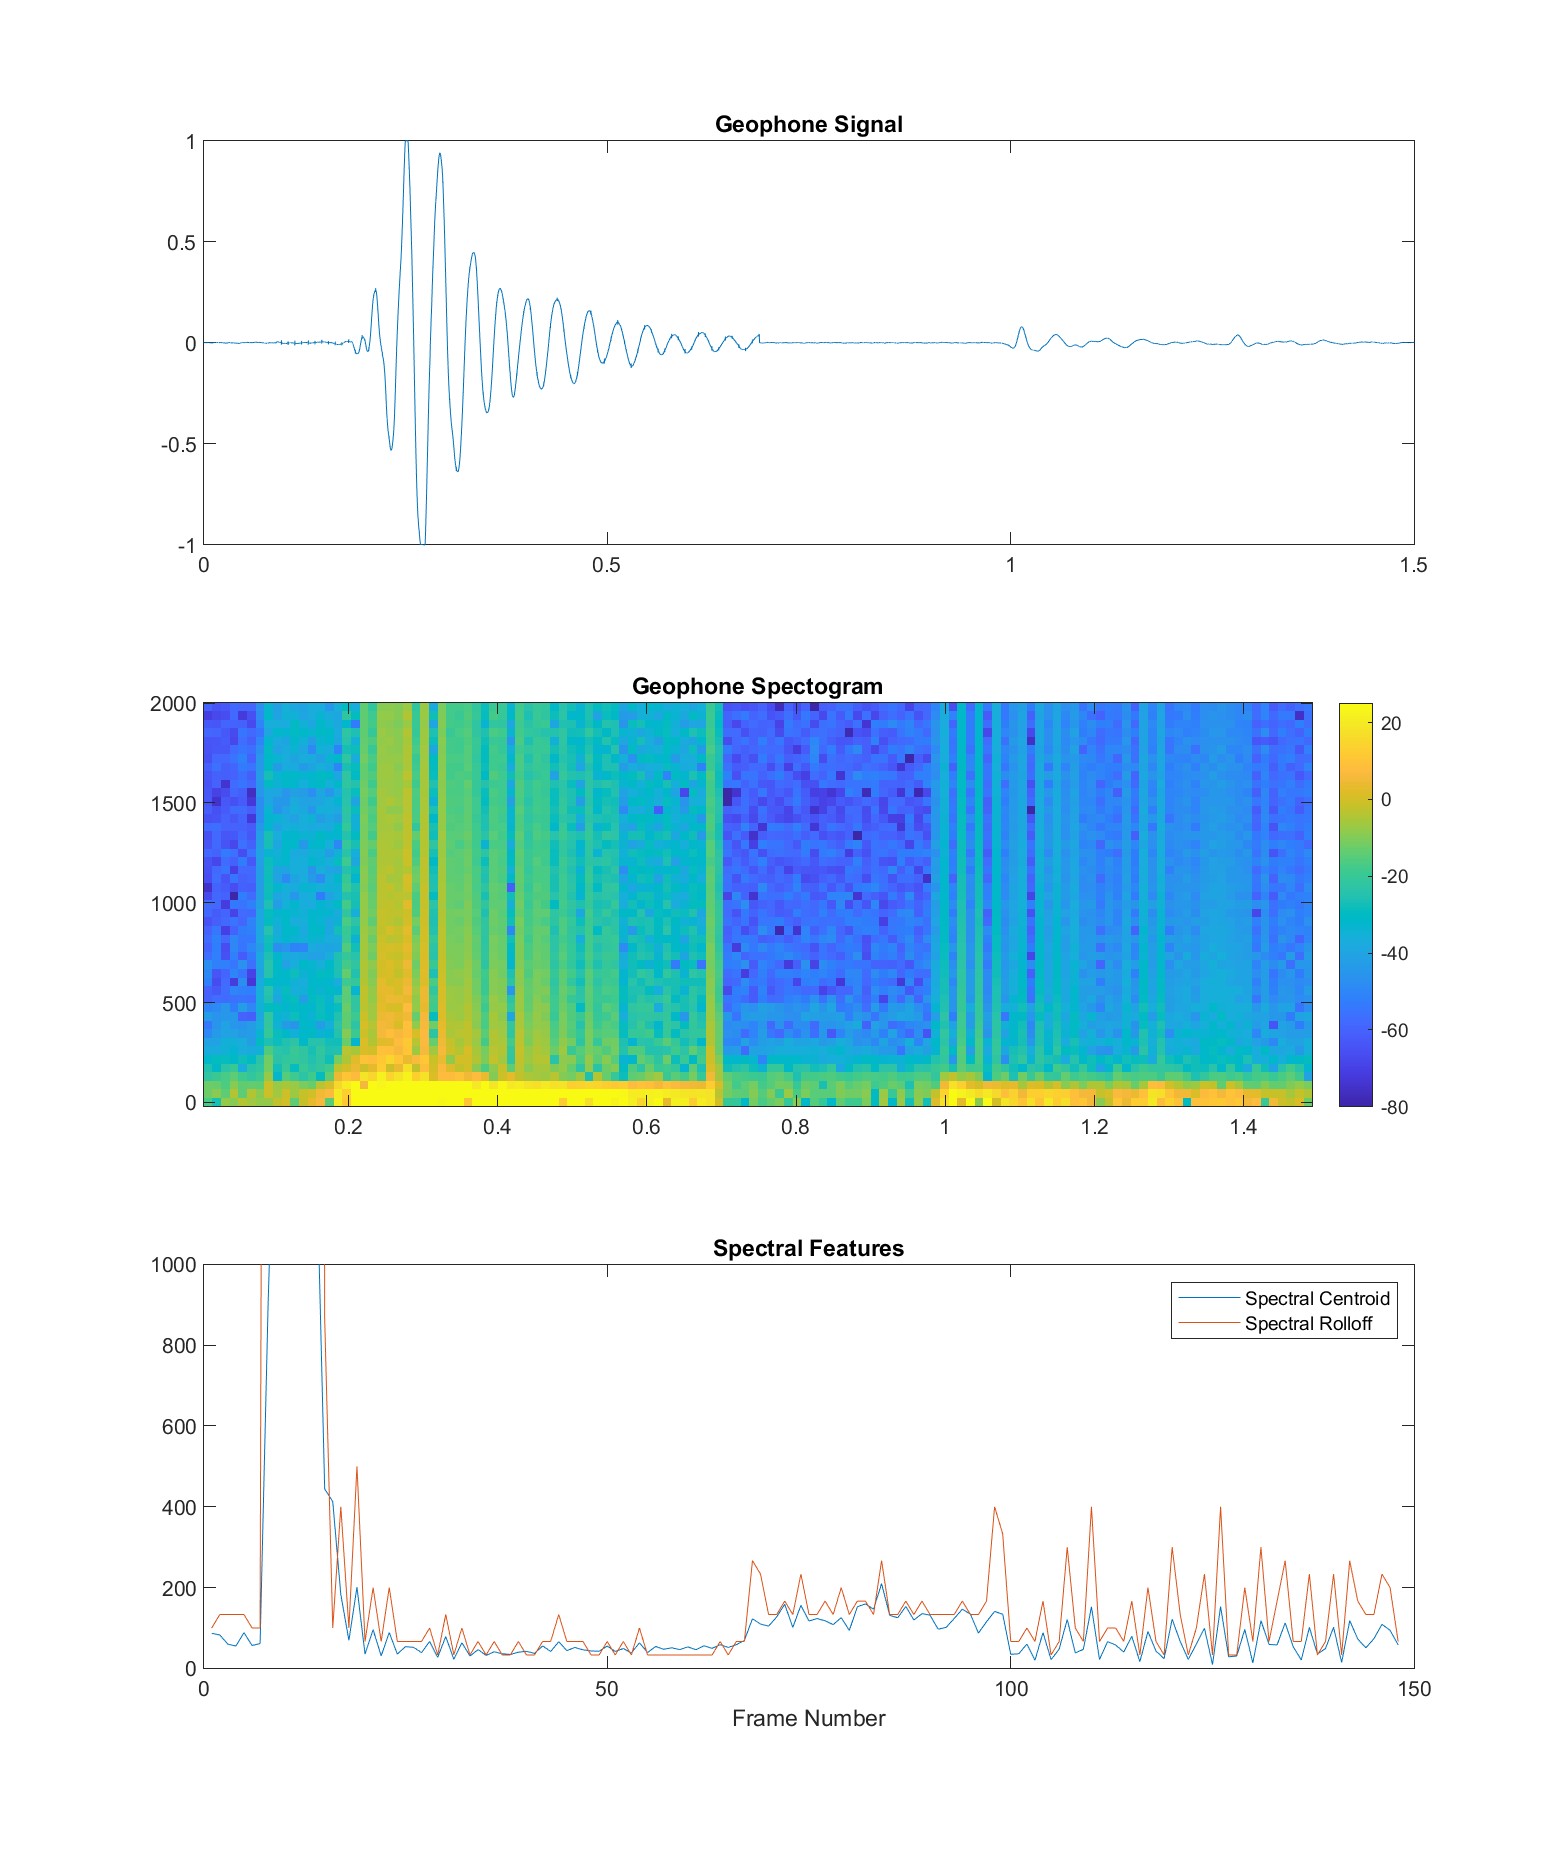 Geophone Signal
1
0.5
0
-0.5
-1
0 0.5 1 1.5
Geophone Spectogram
2000
1500
1000
500
0
20
0
-20
-40
-60
-80
0.2 0.4 0.6 0.8 1 1.2 1.4
Spectral Features
1000
800
600
400
200
0
Spectral Centroid
Spectral Rolloff
0 50 100 150
Frame Number